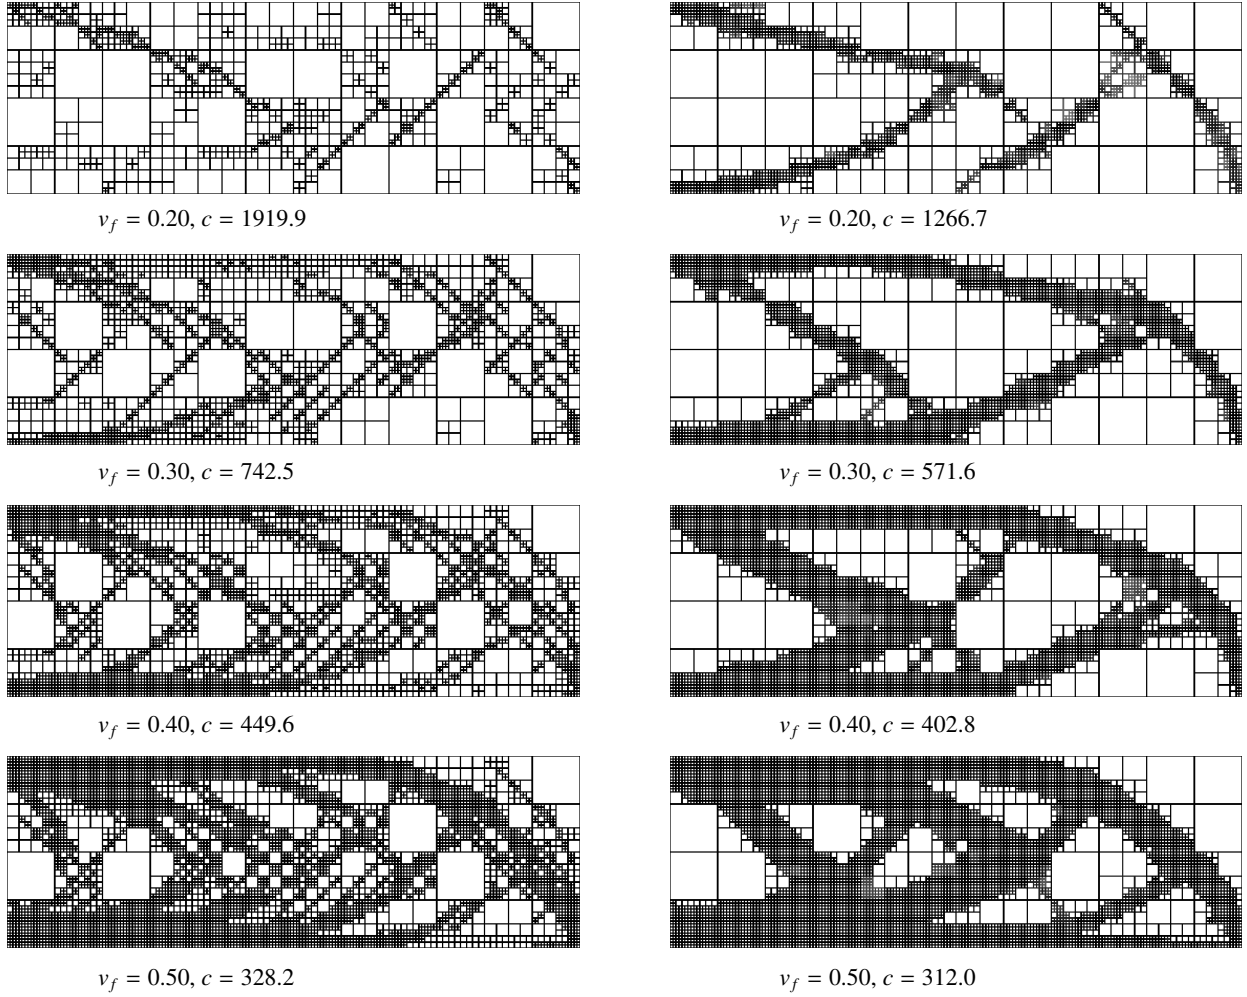 v_f = 0.20, c = 1919.9
v_f = 0.20, c = 1266.7
v_f = 0.30, c = 742.5
v_f = 0.30, c = 571.6
v_f = 0.40, c = 449.6
v_f = 0.40, c = 402.8
v_f = 0.50, c = 328.2
v_f = 0.50, c = 312.0